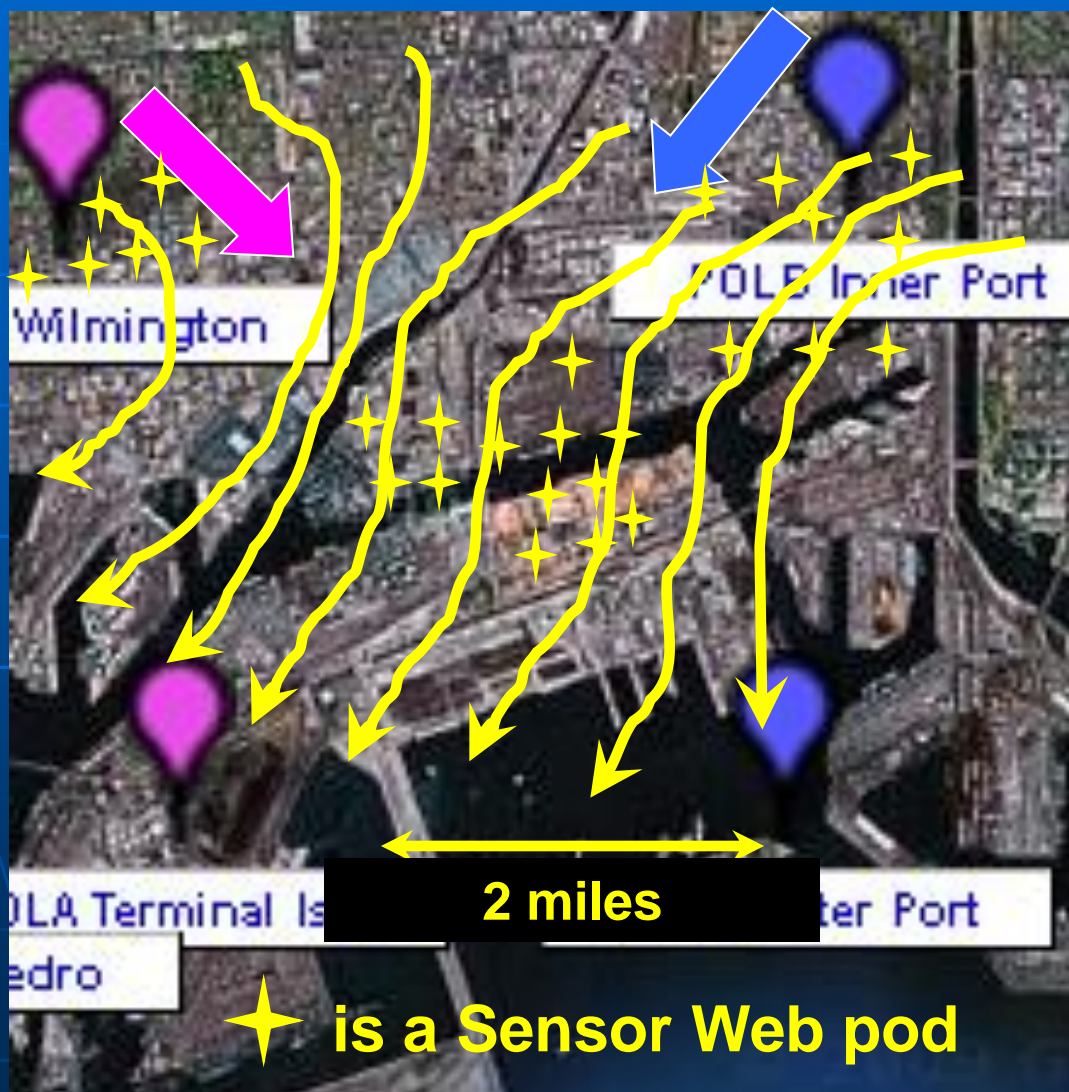 Wilmington
POLB Inner Port
OLA Terminal Is
2 miles
ter Port
edro
is a Sensor Web pod